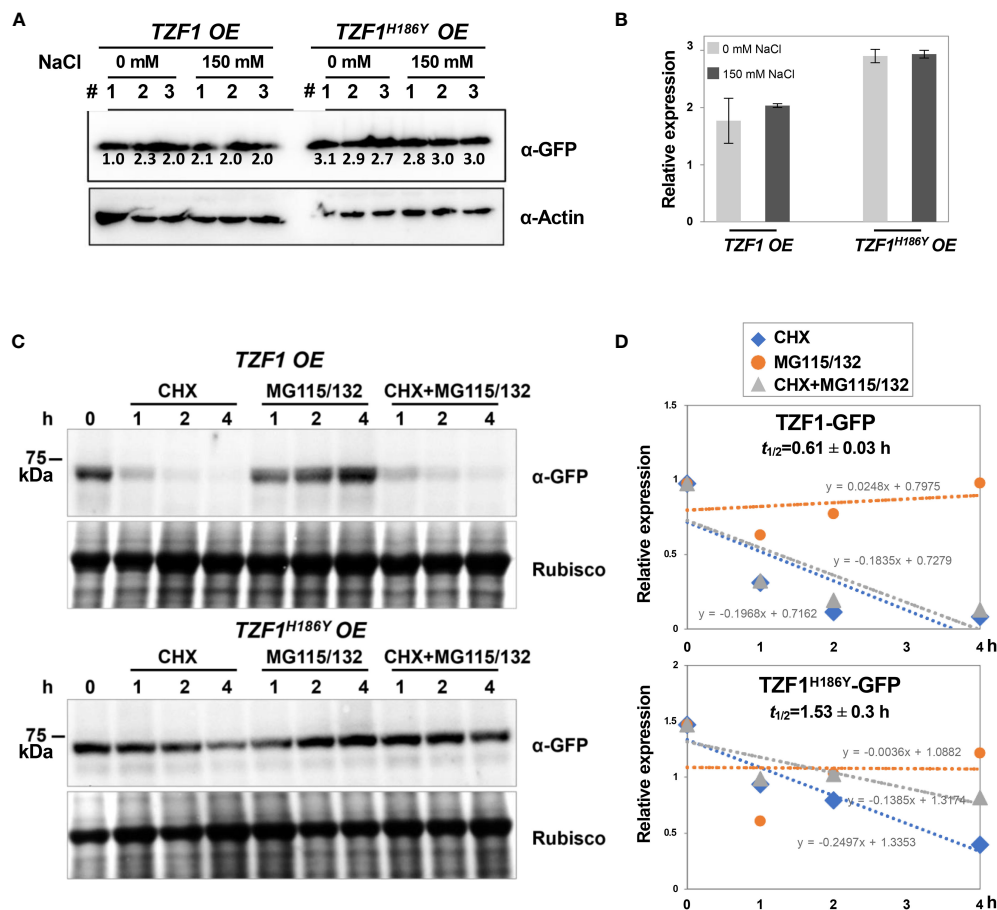 A
TZF1 OE TZF1H186Y OE
NaCl 0 mM 150 mM 0 mM 150 mM
# 1 2 3 1 2 3 # 1 2 3 1 2 3
α-GFP
1.0 2.3 2.0 2.1 2.0 2.0 3.1 2.9 2.7 2.8 3.0 3.0
α-Actin
B
Relative expression
3
2
1
0
0 mM NaCl
150 mM NaCl
TZF1 OE TZF1H186Y OE
C
TZF1 OE
CHX MG115/132 CHX+MG115/132
h 0 1 2 4 1 2 4 1 2 4
75
kDa
α-GFP
Rubisco
TZF1H186Y OE
CHX MG115/132 CHX+MG115/132
h 0 1 2 4 1 2 4 1 2 4
75
kDa
α-GFP
Rubisco
D
CHX
MG115/132
CHX+MG115/132
Relative expression
1.5
1
0.5
0
TZF1-GFP
t1/2=0.61 ± 0.03 h
y = 0.0248x + 0.7975
y = -0.1835x + 0.7279
y = -0.1968x + 0.7162
0 1 2 3 4 h
Relative expression
2
1.5
1
0.5
0
TZF1H186Y-GFP
t1/2=1.53 ± 0.3 h
y = -0.0036x + 1.0882
y = -0.1385x + 1.3174
y = -0.2497x + 1.3353
0 1 2 3 4 h